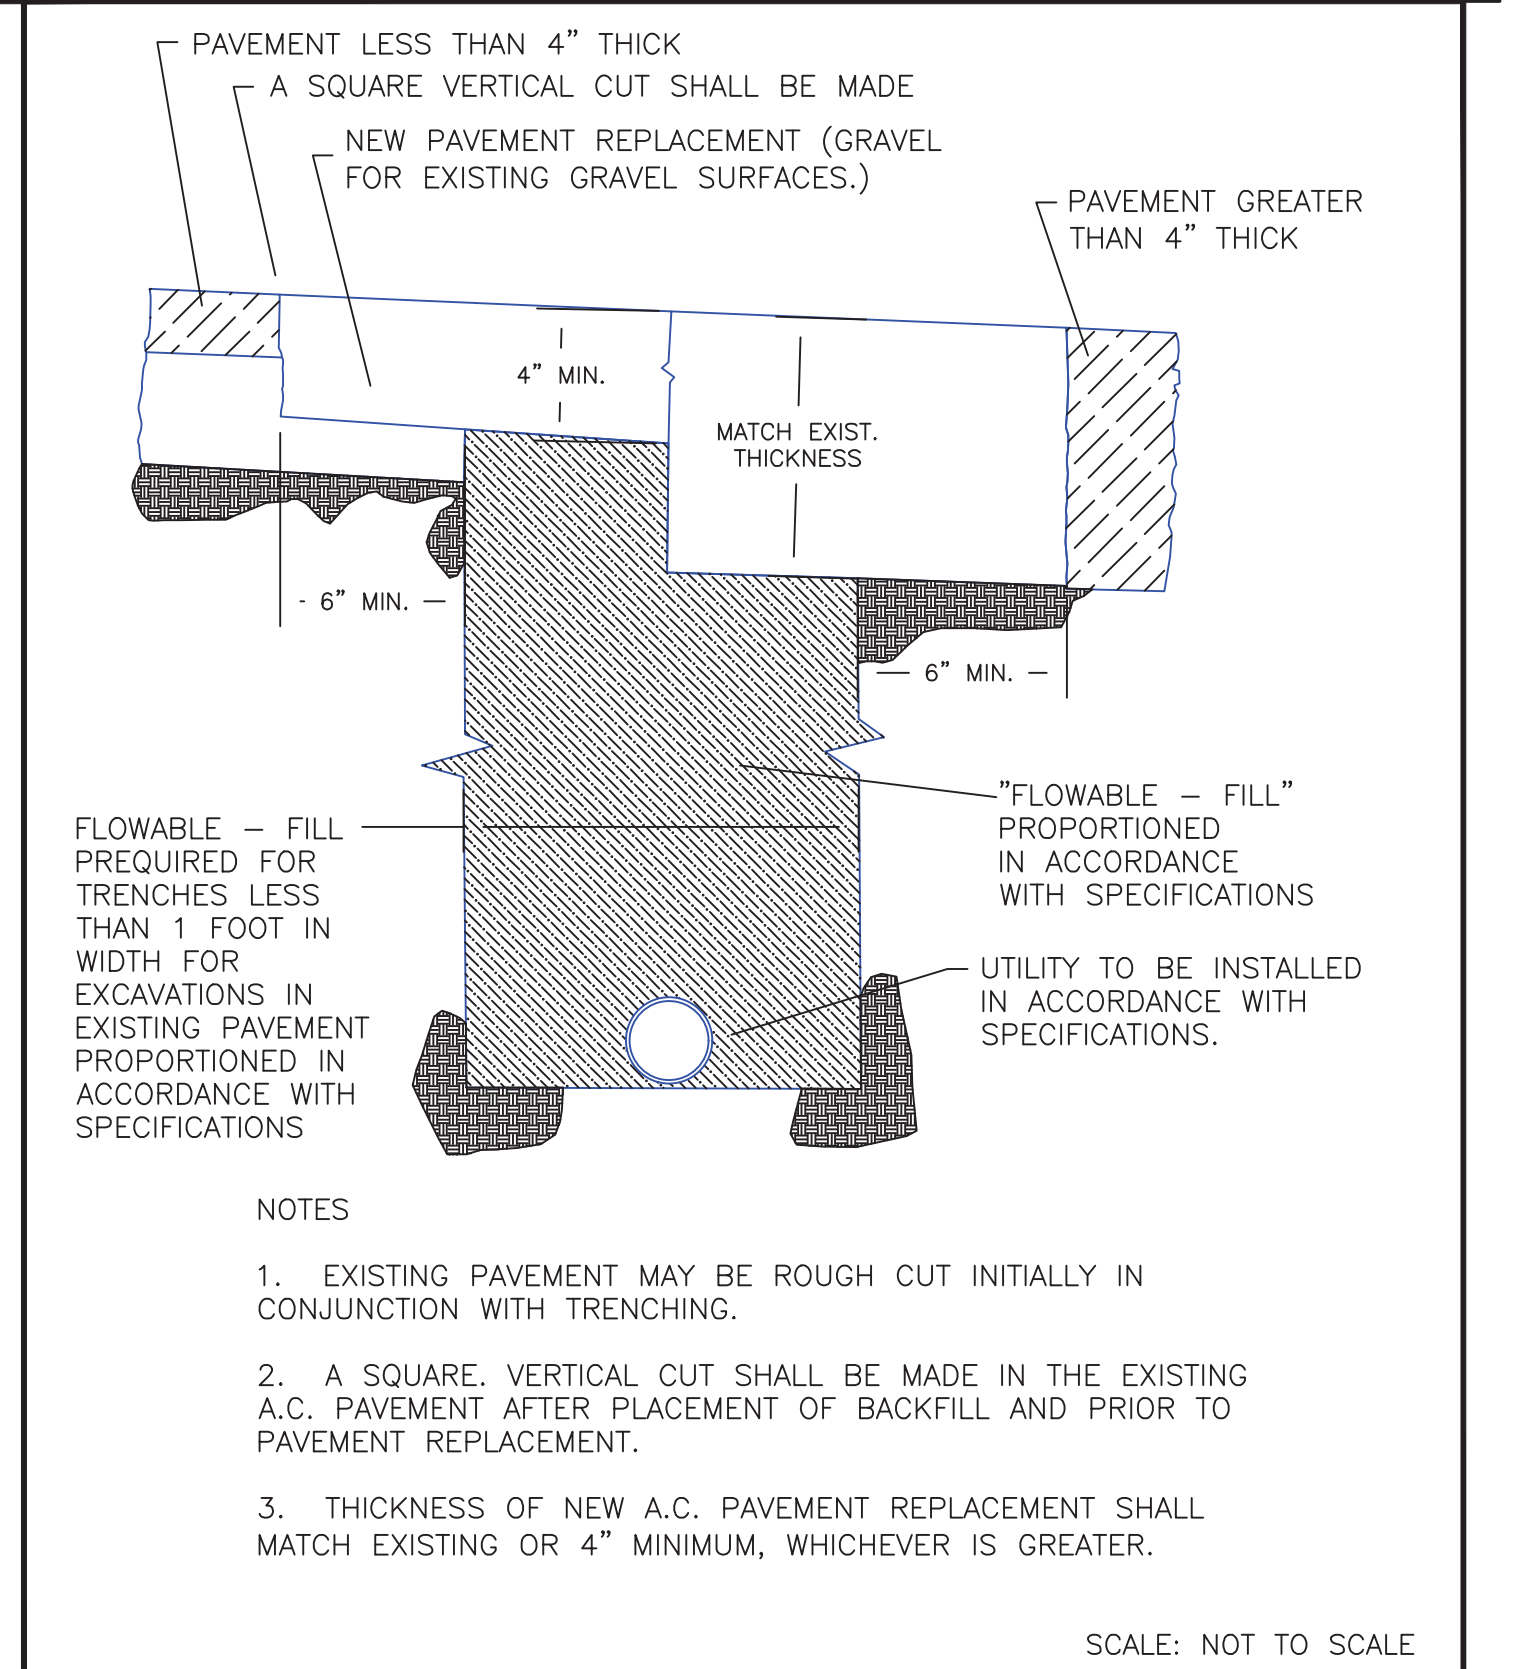 PAVEMENT LESS THAN 4” THICK
A SQUARE VERTICAL CUT SHALL BE MADE
NEW PAVEMENT REPLACEMENT (GRAVEL
FOR EXISTING GRAVEL SURFACES.)
PAVEMENT GREATER
THAN 4” THICK
4” MIN.
MATCH EXIST.
THICKNESS
- 6” MIN. —
— 6” MIN. —
FLOWABLE — FILL
PREQUIRED FOR
TRENCHES LESS
THAN 1 FOOT IN
WIDTH FOR
EXCAVATIONS IN
EXISTING PAVEMENT
PROPORTIONED IN
ACCORDANCE WITH
SPECIFICATIONS
”FLOWABLE — FILL”
PROPORTIONED
IN ACCORDANCE
WITH SPECIFICATIONS
UTILITY TO BE INSTALLED
IN ACCORDANCE WITH
SPECIFICATIONS.
NOTES
1. EXISTING PAVEMENT MAY BE ROUGH CUT INITIALLY IN
CONJUNCTION WITH TRENCHING.
2. A SQUARE. VERTICAL CUT SHALL BE MADE IN THE EXISTING
A.C. PAVEMENT AFTER PLACEMENT OF BACKFILL AND PRIOR TO
PAVEMENT REPLACEMENT.
3. THICKNESS OF NEW A.C. PAVEMENT REPLACEMENT SHALL
MATCH EXISTING OR 4” MINIMUM, WHICHEVER IS GREATER.
SCALE: NOT TO SCALE